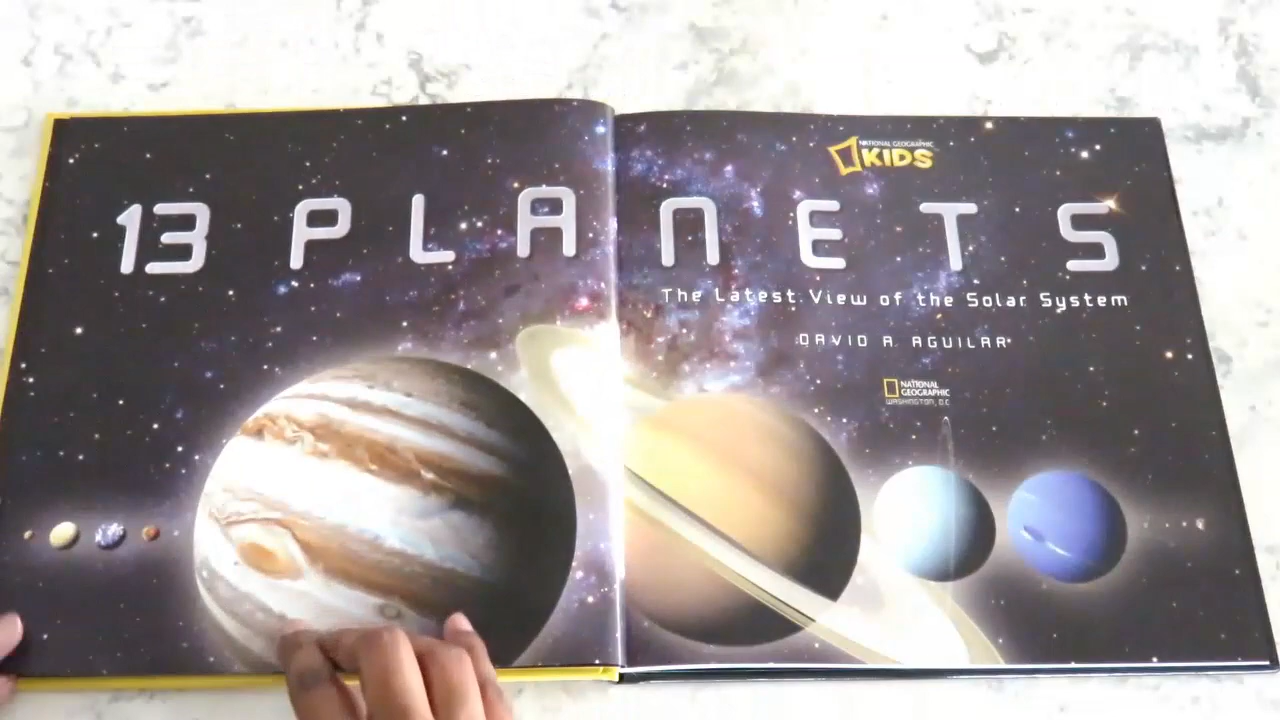 NATIONAL GEOGRAPHIC
KIDS
13 PLANETS
The Latest View of the Solar System
DAVID A. AGUILAR
NATIONAL
GEOGRAPHIC
WASHINGTON, D.C.